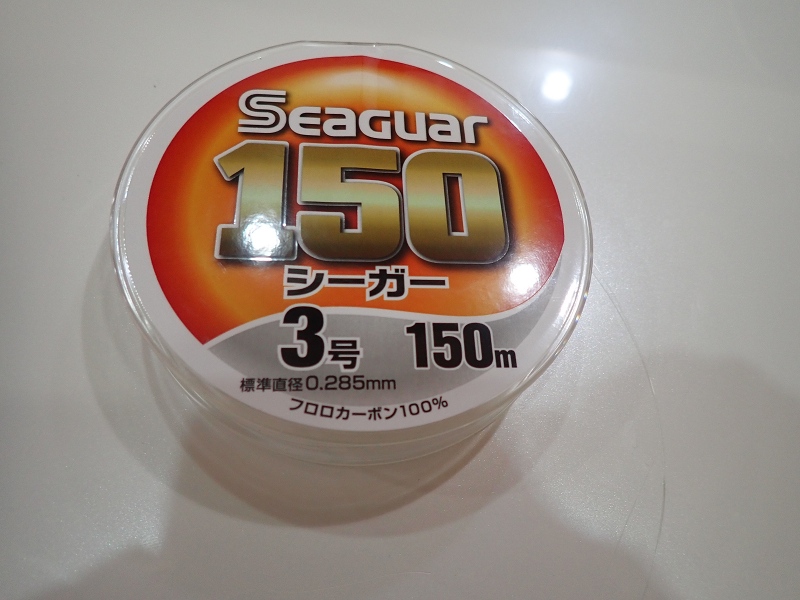 Seaguar
150
シーガー
3号 150m
標準直径0.285mm
フロロカーボン100%